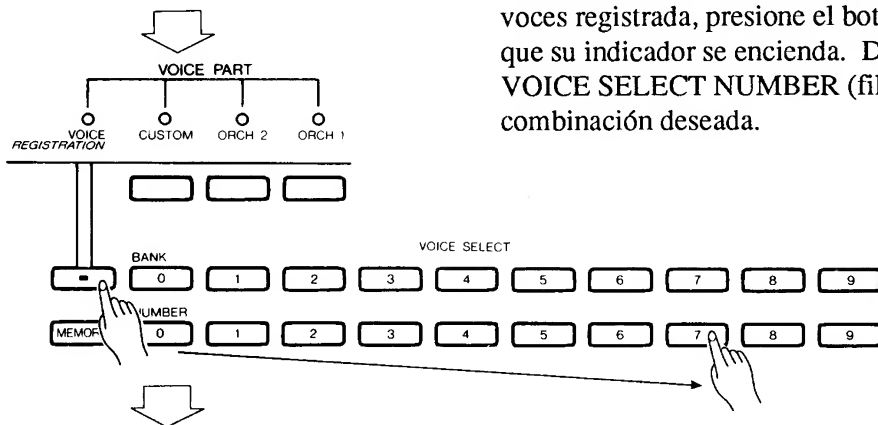 voces registrada, presione el bot
que su indicador se encienda. D
VOICE SELECT NUMBER (fil
combinación deseada.
VOICE PART
VOICE CUSTOM ORCH 2 ORCH 1
REGISTRATION
VOICE SELECT
BANK
0 1 2 3 4 5 6 7 8 9
NUMBER
MEMOR 0 1 2 3 4 5 6 7 8 9